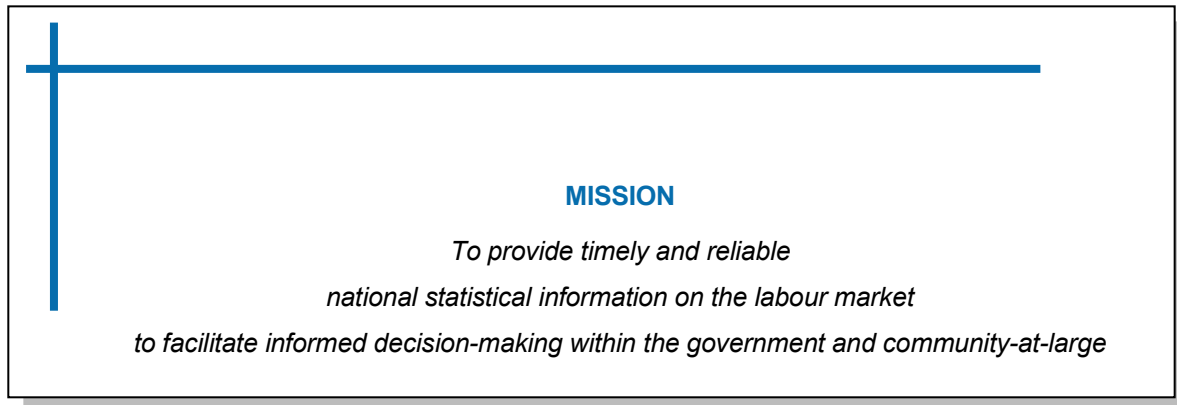 MISSION
To provide timely and reliable
national statistical information on the labour market
to facilitate informed decision-making within the government and community-at-large